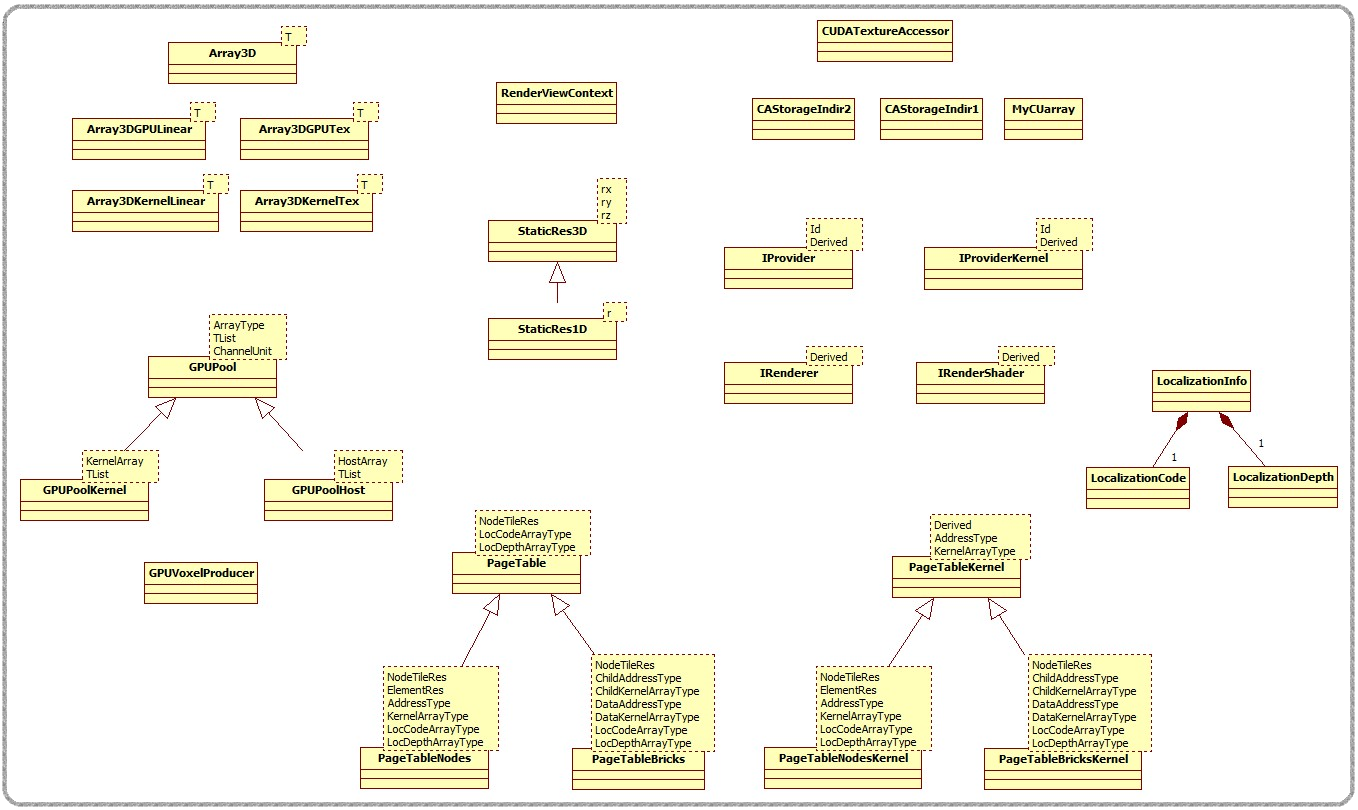 T
Array3D
CUDATextureAccessor
RenderViewContext
CAStorageIndir2
CAStorageIndir1
MyCUarray
T
Array3DGPULinear
T
Array3DGPUTex
T
Array3DKernelLinear
T
Array3DKernelTex
rx
ry
rz
StaticRes3D
Id
Derived
IProvider
Id
Derived
IProviderKernel
r
StaticRes1D
ArrayType
TList
ChannelUnit
GPUPool
Derived
IRenderer
Derived
IRenderShader
LocalizationInfo
1
1
LocalizationCode
LocalizationDepth
KernelArray
TList
GPUPoolKernel
HostArray
TList
GPUPoolHost
NodeTileRes
LocCodeArrayType
LocDepthArrayType
PageTable
Derived
AddressType
KernelArrayType
PageTableKernel
GPUVoxelProducer
NodeTileRes
ElementRes
AddressType
KernelArrayType
LocCodeArrayType
LocDepthArrayType
PageTableNodes
NodeTileRes
ChildAddressType
ChildKernelArrayType
DataAddressType
DataKernelArrayType
LocCodeArrayType
LocDepthArrayType
PageTableBricks
NodeTileRes
ElementRes
AddressType
KernelArrayType
LocCodeArrayType
LocDepthArrayType
PageTableNodesKernel
NodeTileRes
ChildAddressType
ChildKernelArrayType
DataAddressType
DataKernelArrayType
LocCodeArrayType
LocDepthArrayType
PageTableBricksKernel